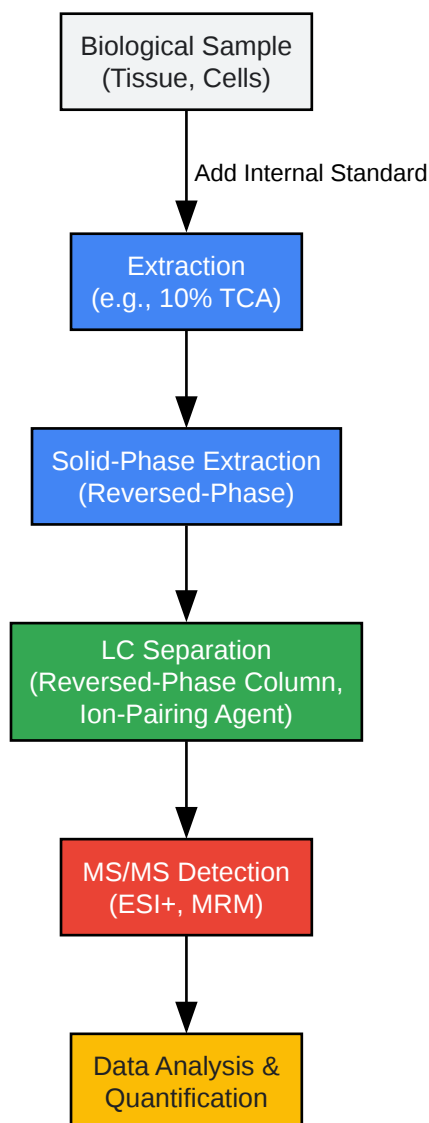 Biological Sample
(Tissue, Cells)
Add Internal Standard
Extraction
(e.g., 10% TCA)
Solid-Phase Extraction
(Reversed-Phase)
LC Separation
(Reversed-Phase Column,
Ion-Pairing Agent)
MS/MS Detection
(ESI+, MRM)
Data Analysis &
Quantification